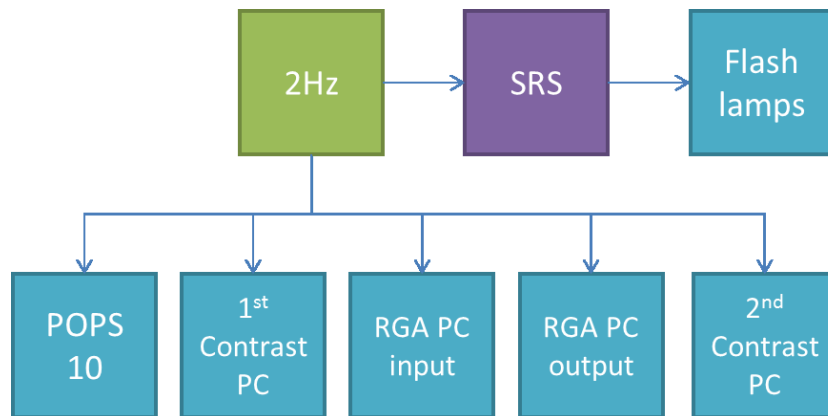 2Hz
SRS
Flash
lamps
POPS
10
1st
Contrast
PC
RGA PC
input
RGA PC
output
2nd
Contrast
PC